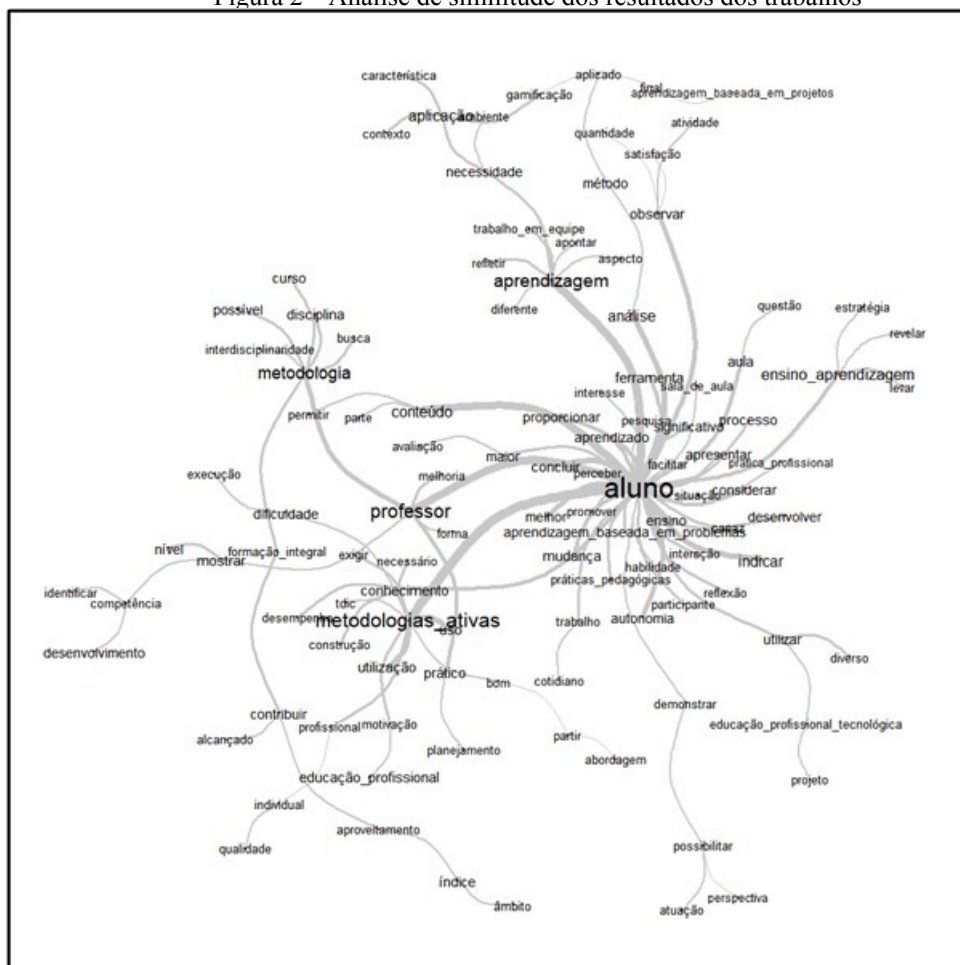 Figura 2 – Análise de similitude dos resultados dos trabalhos
característica
aplicado
final
aprendizagem_baseada_em_projetos
gamificação
aplicação
ambiente
contexto
quantidade
atividade
satisfação
necessidade
método
observar
trabalho_em_equipe
apontar
refletir
aspecto
aprendizagem
diferente
curso
possível
disciplina
busca
interdisciplinaridade
metodologia
análise
questão
estratégia
revelar
aula
ensino_aprendizagem
levar
ferramenta
sala_de_aula
interesse
permitir
parte
conteúdo
proporcionar
pesquisa
significativo
processo
aprendizado
avaliação
maior
apresentar
concluir
perceber
facilitar
prática_profissional
execução
melhoria
aluno
situação
considerar
professor
dificuldade
melhor
promover
ensino
capaz
desenvolver
aprendizagem_baseada_em_problemas
forma
nível
mostrar
formação_integral
exigir
necessário
mudança
interação
indicar
habilidade
práticas_pedagógicas
reflexão
identificar
competência
conhecimento
tdic
desempenho
metodologias_ativas
uso
participante
trabalho
autonomia
construção
utilizar
desenvolvimento
diverso
utilização
prático
bom
cotidiano
demonstrar
contribuir
profissional
motivação
educação_profissional_tecnológica
alcançado
planejamento
partir
abordagem
educação_profissional
projeto
individual
aproveitamento
qualidade
possibilitar
índice
perspectiva
âmbito
atuação